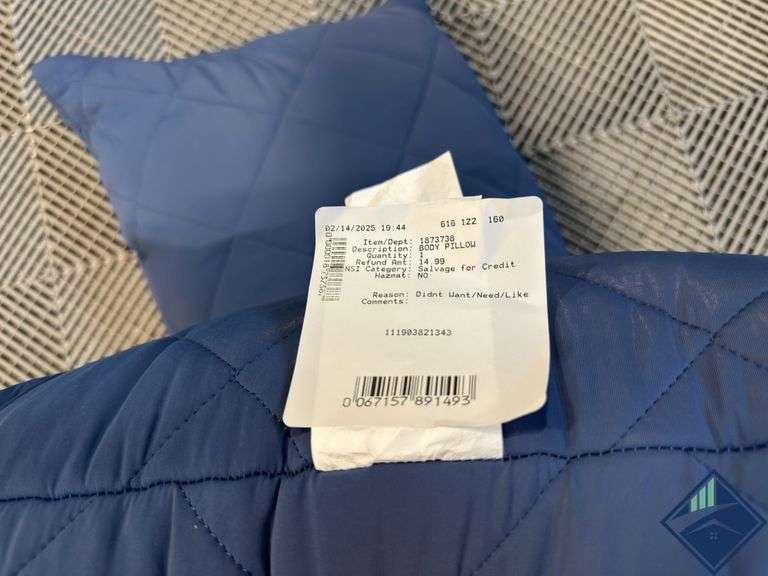 02/14/2025 19:44 616 122 160
Item/Dept: 1873738
Description: BODY PILLOW
Quantity: 1
Refund Amt: 14.99
NSI Category: Salvage for Credit
Hazmat: NO
Reason: Didnt Want/Need/Like
Comments:
111903821343
0 067157 891493